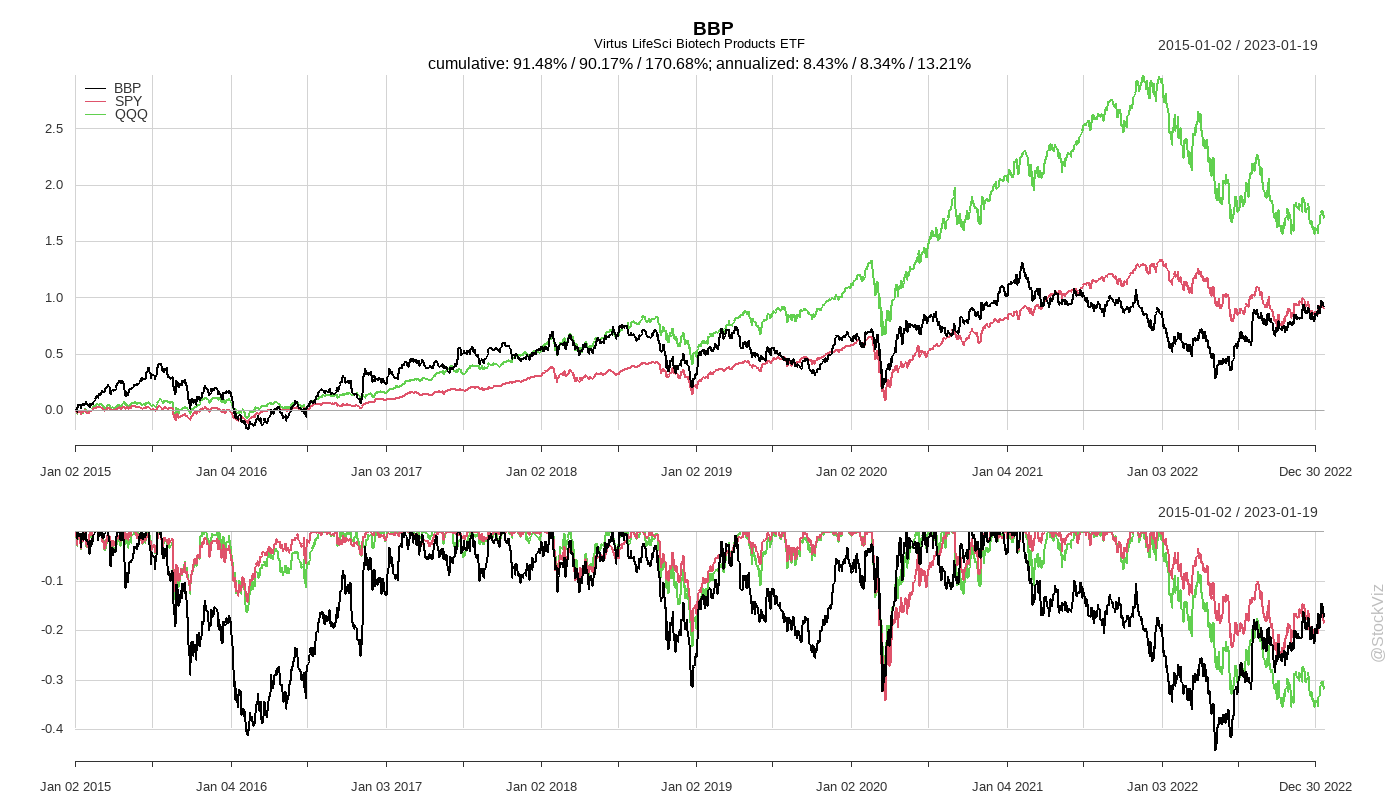 BBP
Virtus LifeSci Biotech Products ETF
2015-01-02 / 2023-01-19
cumulative: 91.48% / 90.17% / 170.68%; annualized: 8.43% / 8.34% / 13.21%
BBP
SPY
QQQ
2.5
2.0
1.5
1.0
0.5
0.0
Jan 02 2015 Jan 04 2016 Jan 03 2017 Jan 02 2018 Jan 02 2019 Jan 02 2020 Jan 04 2021 Jan 03 2022 Dec 30 2022
2015-01-02 / 2023-01-19
-0.1
-0.2
-0.3
-0.4
Jan 02 2015 Jan 04 2016 Jan 03 2017 Jan 02 2018 Jan 02 2019 Jan 02 2020 Jan 04 2021 Jan 03 2022 Dec 30 2022
@StockViz